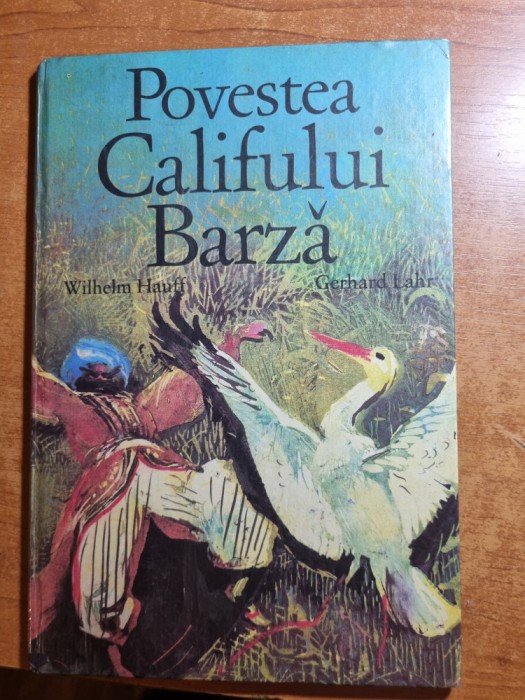 Povestea
Califului
Barză
Wilhelm Hauff Gerhard Lahr